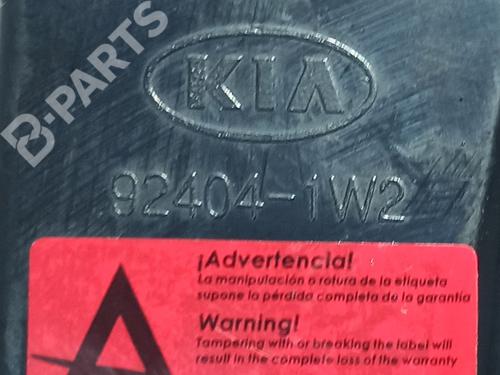 B-PARTS
KIA
92404-1W2
¡Advertencia!
La manipulación o rotura de la etiqueta
supone la pérdida completa de la garantía
Warning!
Tampering with or breaking the label will
result in the complete loss of the warranty